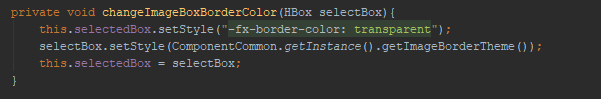 private void changeImageBoxBorderColor(HBox selectBox){
this.selectedBox.setStyle("-fx-border-color: transparent");
selectBox.setStyle(ComponentCommon.getInstance().getImageBorderTheme());
this.selectedBox = selectBox;
}